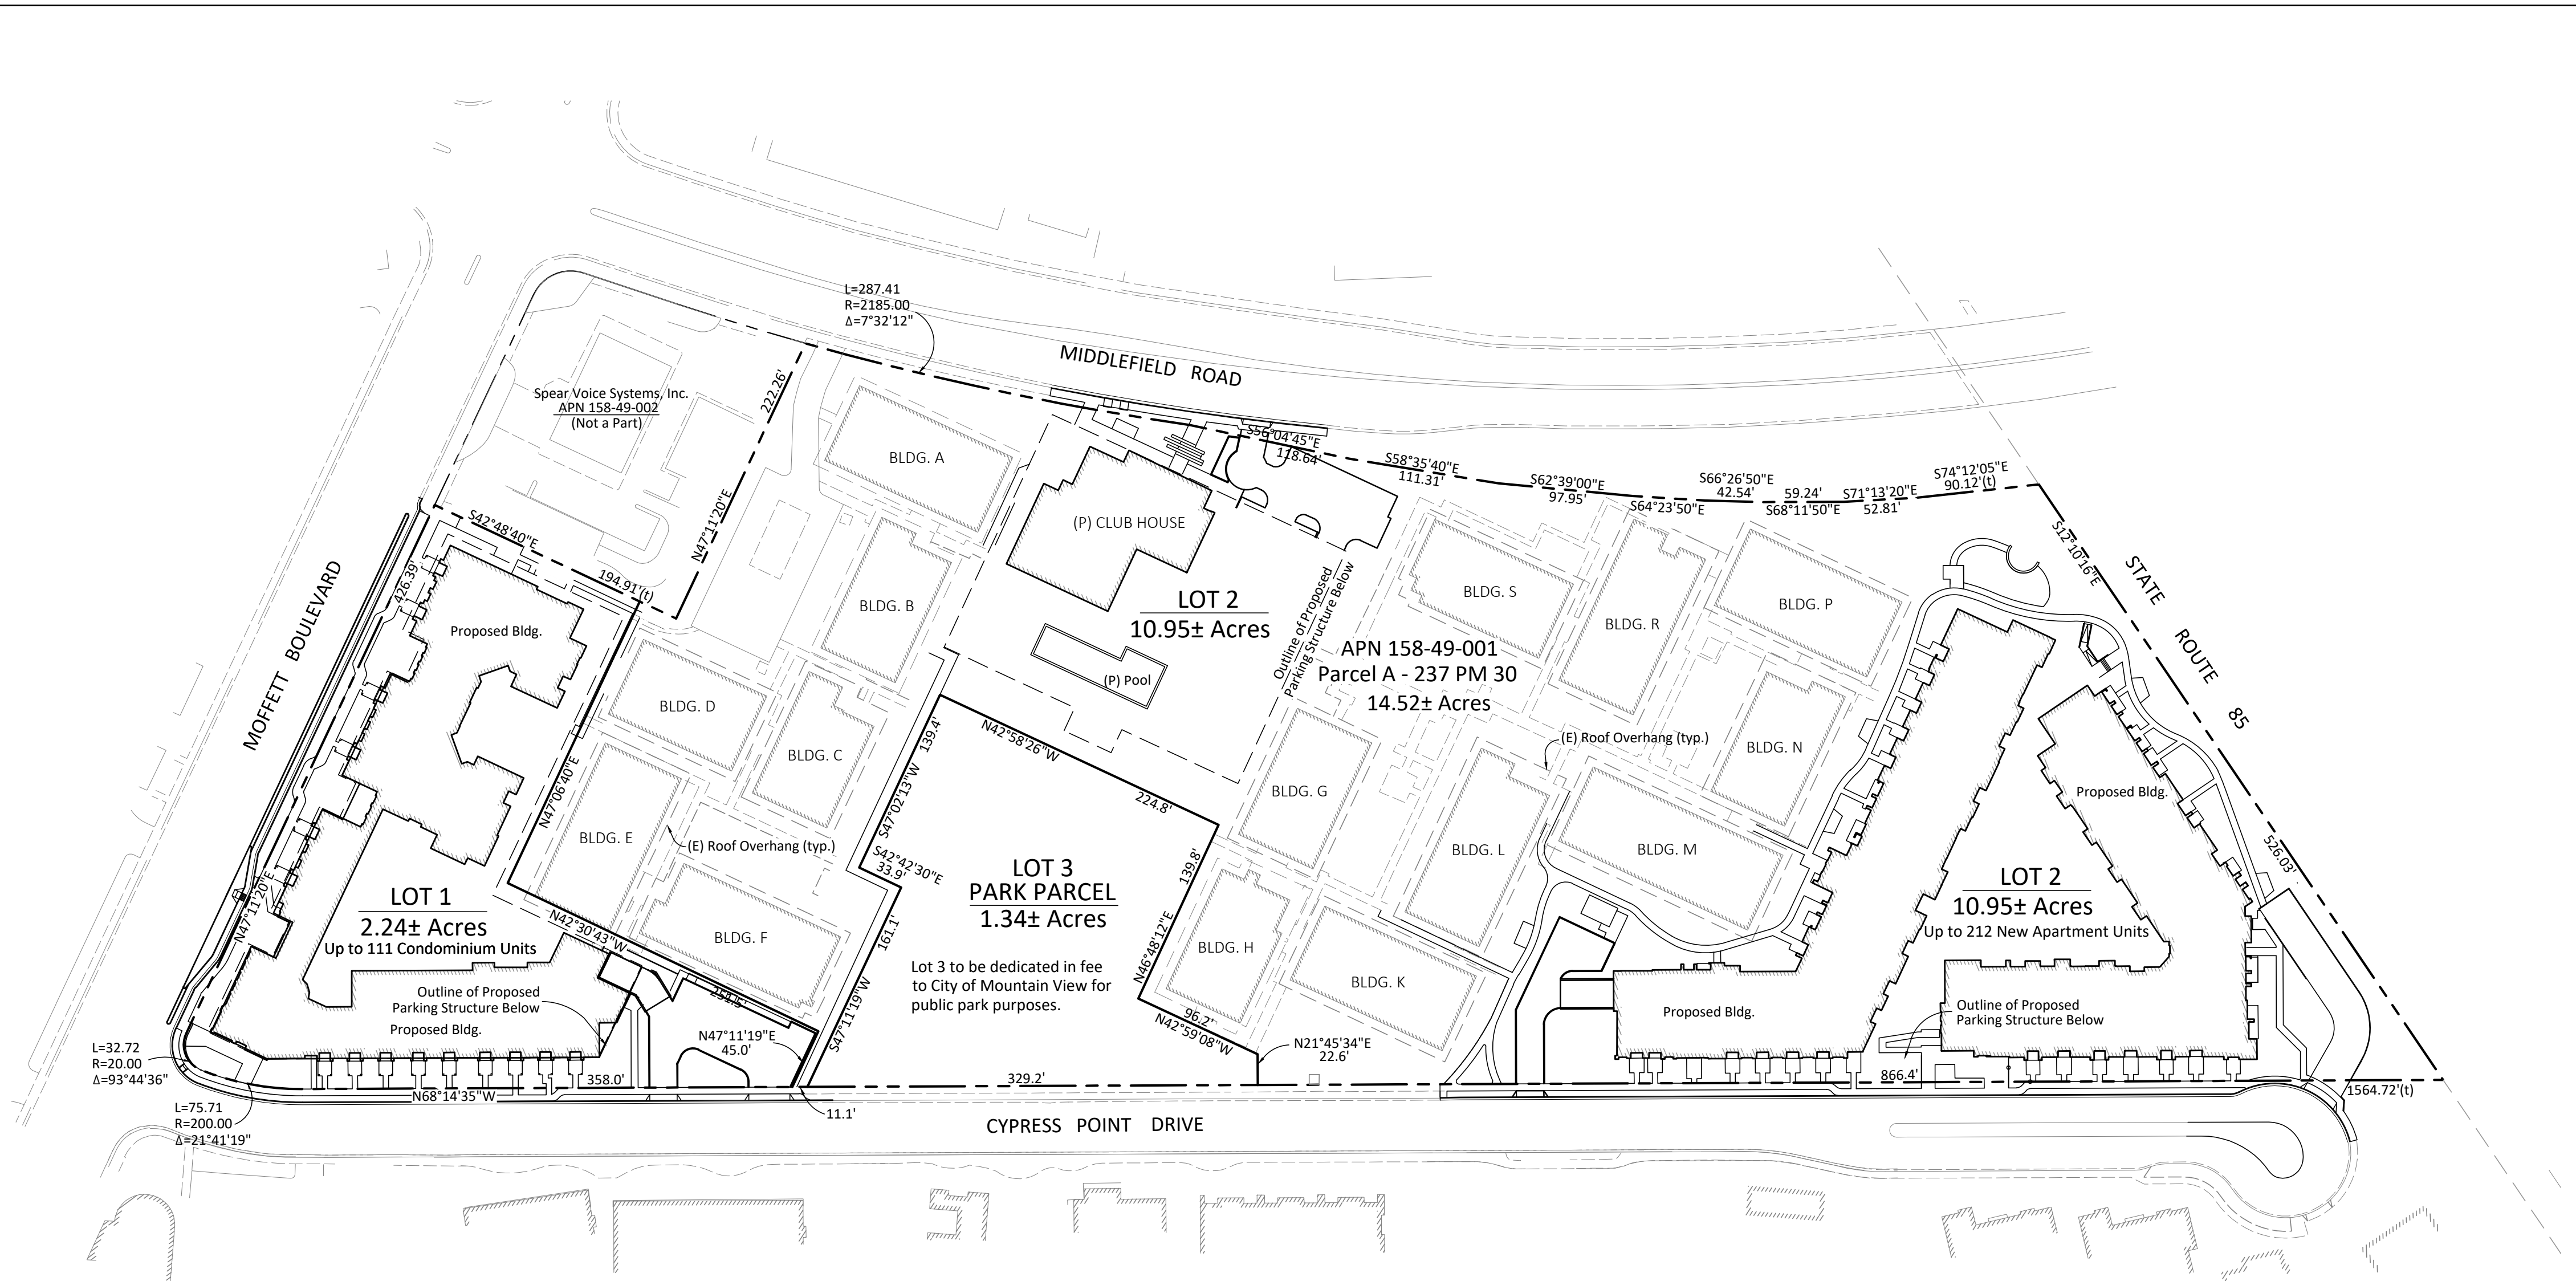 L=287.41
R=2185.00
Δ=7°32'12"
MIDDLEFIELD ROAD
Spear Voice Systems, Inc.
APN 158-49-002
(Not a Part)
222.26'
N47°11'20"E
S42°48'40"E
194.91'(t)
426.39'
MOFFETT BOULEVARD
BLDG. A
BLDG. B
BLDG. C
BLDG. D
BLDG. E
BLDG. F
(P) CLUB HOUSE
(P) Pool
LOT 2
10.95± Acres
Outline of Proposed
Parking Structure Below
S56°04'45"E
118.64'
S58°35'40"E
111.31'
S62°39'00"E
97.95'
S64°23'50"E
S66°26'50"E
42.54'
59.24'
S68°11'50"E
S71°13'20"E
52.81'
S74°12'05"E
90.12'(t)
S12°10'16"E
STATE ROUTE 85
526.03'
APN 158-49-001
Parcel A - 237 PM 30
14.52± Acres
BLDG. S
BLDG. R
BLDG. P
BLDG. N
BLDG. M
BLDG. L
BLDG. G
BLDG. H
BLDG. K
(E) Roof Overhang (typ.)
Proposed Bldg.
N47°06'40"E
(E) Roof Overhang (typ.)
N42°58'26"W
224.8'
139.4'
S47°02'13"W
S42°42'30"E
33.9'
161.1'
S47°11'19"W
139.8'
N46°48'12"E
96.2'
N42°59'08"W
N21°45'34"E
22.6'
LOT 3
PARK PARCEL
1.34± Acres
Lot 3 to be dedicated in fee
to City of Mountain View for
public park purposes.
LOT 1
2.24± Acres
Up to 111 Condominium Units
N47°11'20"E
N42°30'43"W
251.5'
Outline of Proposed
Parking Structure Below
Proposed Bldg.
N47°11'19"E
45.0'
L=32.72
R=20.00
Δ=93°44'36"
L=75.71
R=200.00
Δ=21°41'19"
N68°14'35"W
358.0'
11.1'
329.2'
866.4'
1564.72'(t)
CYPRESS POINT DRIVE
Proposed Bldg.
LOT 2
10.95± Acres
Up to 212 New Apartment Units
Proposed Bldg.
Outline of Proposed
Parking Structure Below